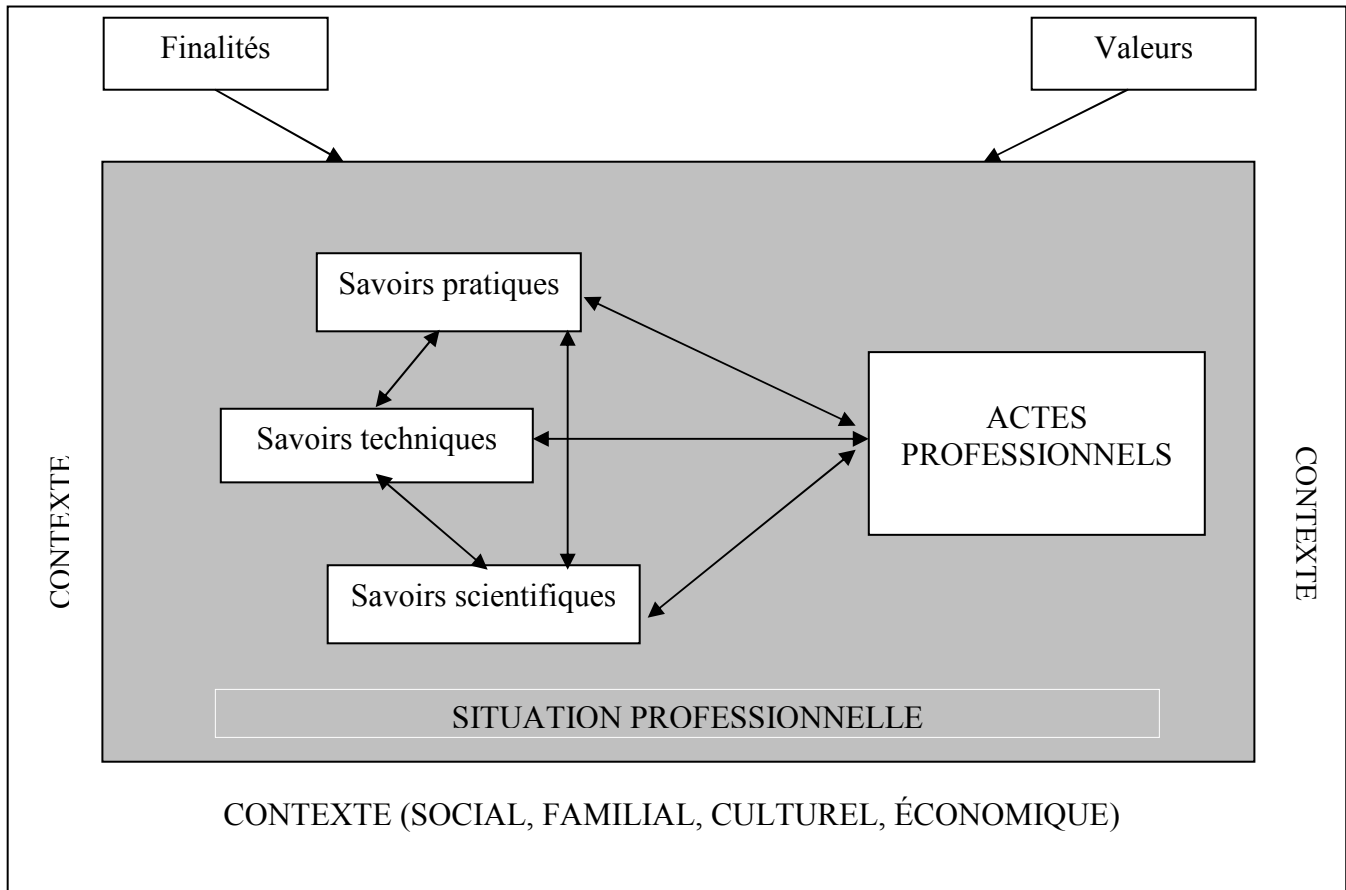 Finalités
Valeurs
Savoirs pratiques
ACTES
PROFESSIONNELS
Savoirs techniques
CONTEXTE
CONTEXTE
Savoirs scientifiques
SITUATION PROFESSIONNELLE
CONTEXTE (SOCIAL, FAMILIAL, CULTUREL, ÉCONOMIQUE)